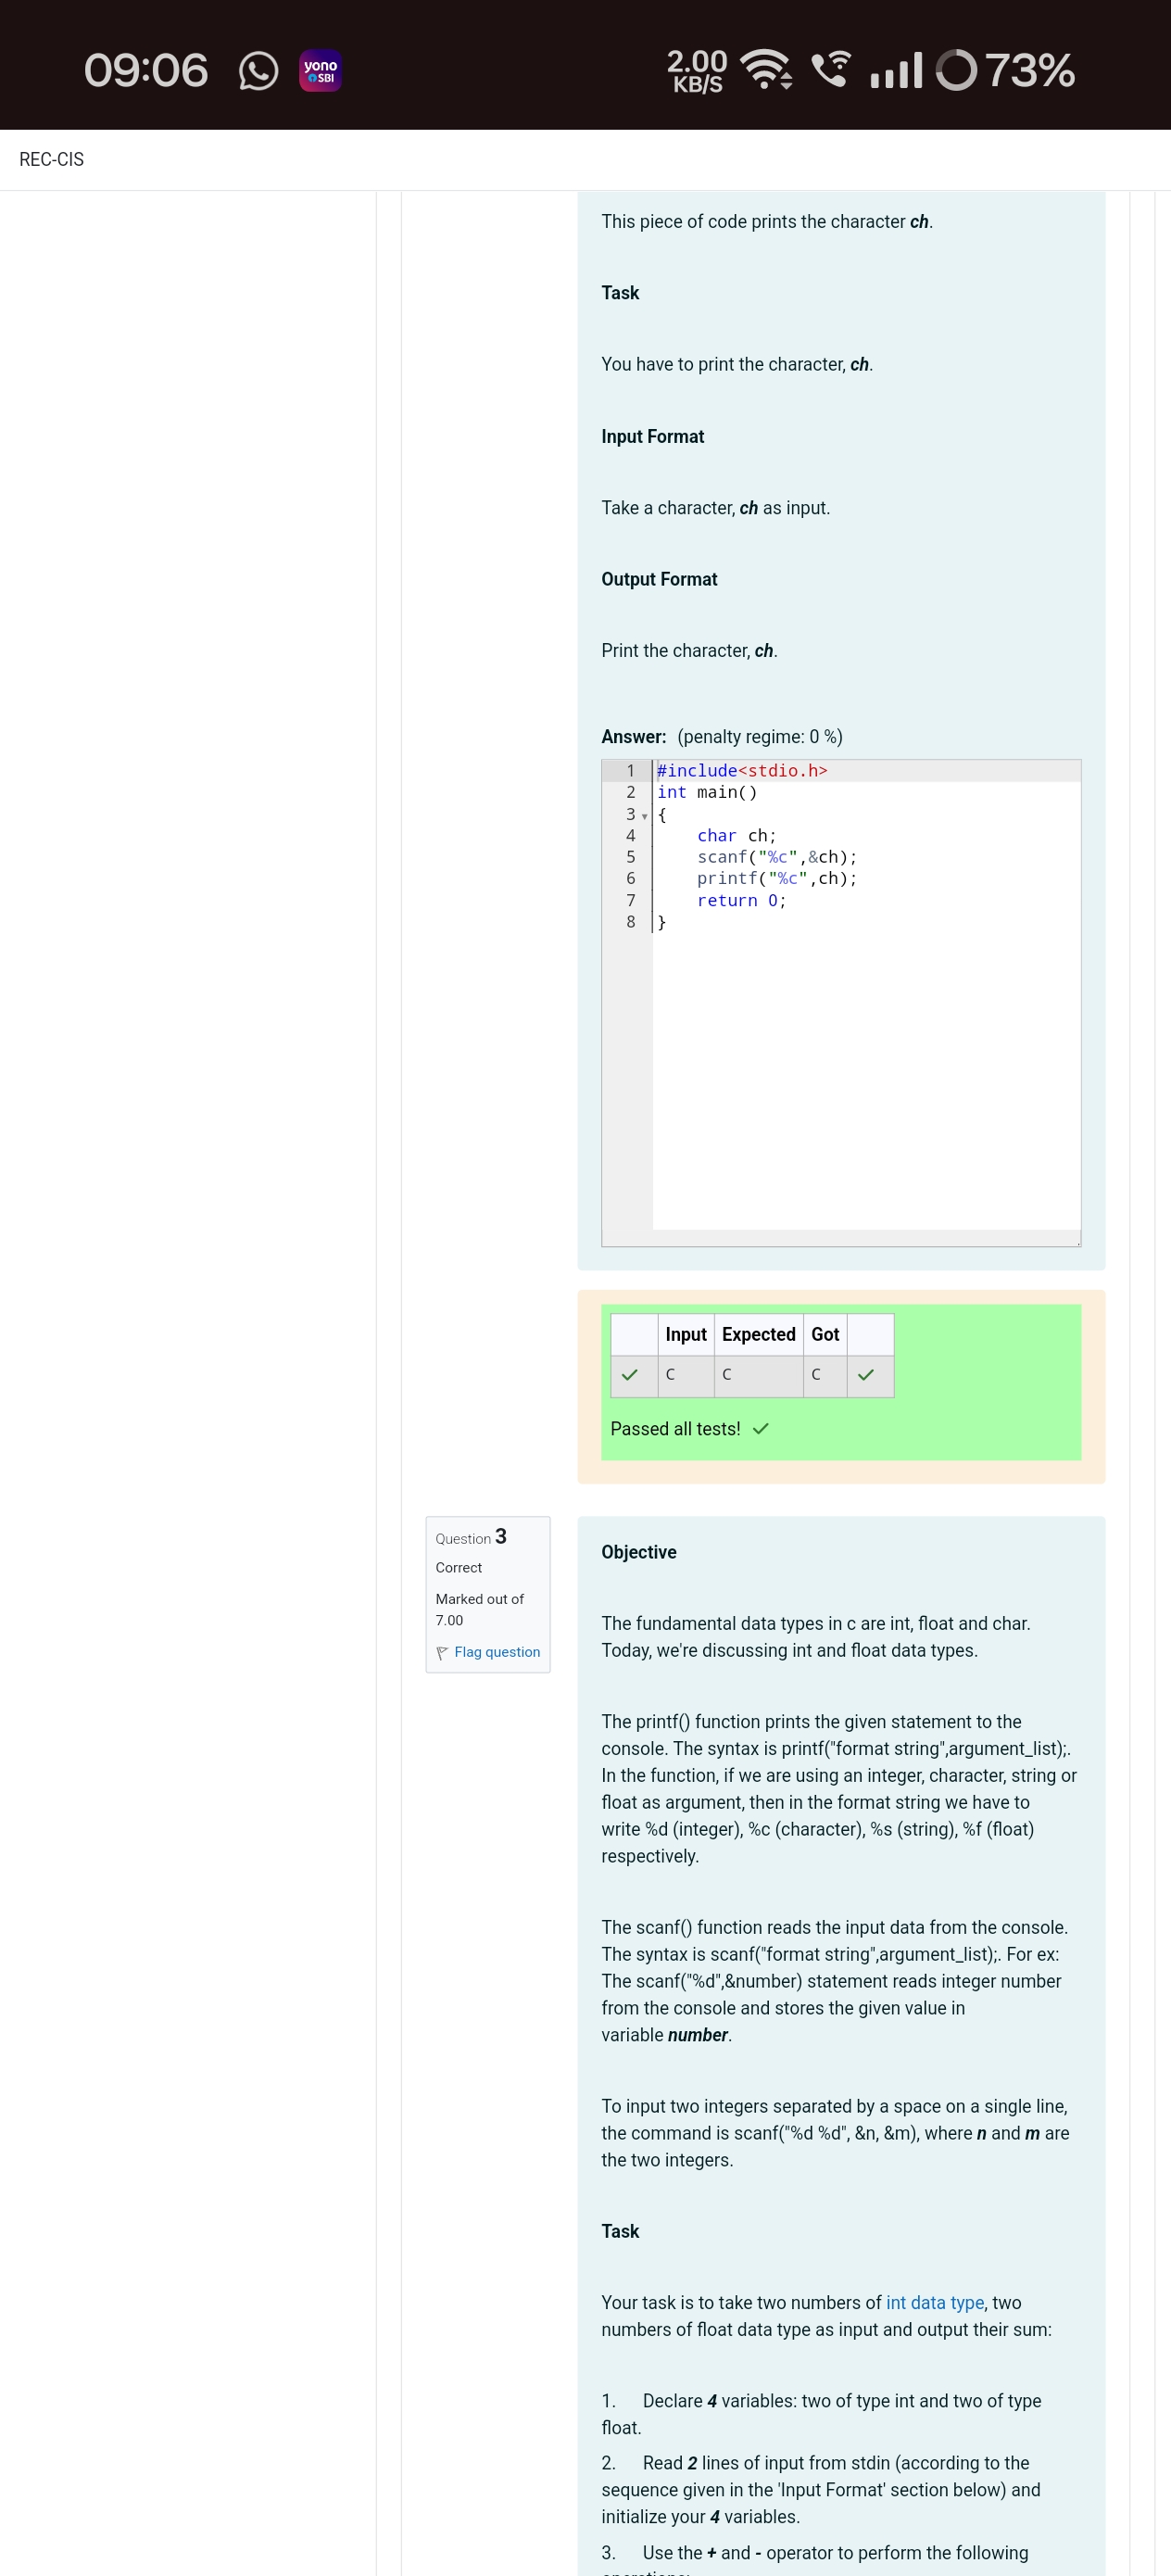 09:06
yono
SBI
2.00
KB/S
73%
REC-CIS
This piece of code prints the character ch.
Task
You have to print the character, ch.
Input Format
Take a character, ch as input.
Output Format
Print the character, ch.
Answer: (penalty regime: 0 %)
1 #include<stdio.h>
2 int main()
3 {
4     char ch;
5     scanf("%c",&ch);
6     printf("%c",ch);
7     return 0;
8 }
Input Expected Got
C C C
Passed all tests!
Question 3
Correct
Marked out of
7.00
Flag question
Objective
The fundamental data types in c are int, float and char.
Today, we're discussing int and float data types.
The printf() function prints the given statement to the
console. The syntax is printf("format string",argument_list);.
In the function, if we are using an integer, character, string or
float as argument, then in the format string we have to
write %d (integer), %c (character), %s (string), %f (float)
respectively.
The scanf() function reads the input data from the console.
The syntax is scanf("format string",argument_list);. For ex:
The scanf("%d",&number) statement reads integer number
from the console and stores the given value in
variable number.
To input two integers separated by a space on a single line,
the command is scanf("%d %d", &n, &m), where n and m are
the two integers.
Task
Your task is to take two numbers of int data type, two
numbers of float data type as input and output their sum:
1. Declare 4 variables: two of type int and two of type
float.
2. Read 2 lines of input from stdin (according to the
sequence given in the 'Input Format' section below) and
initialize your 4 variables.
3. Use the + and - operator to perform the following